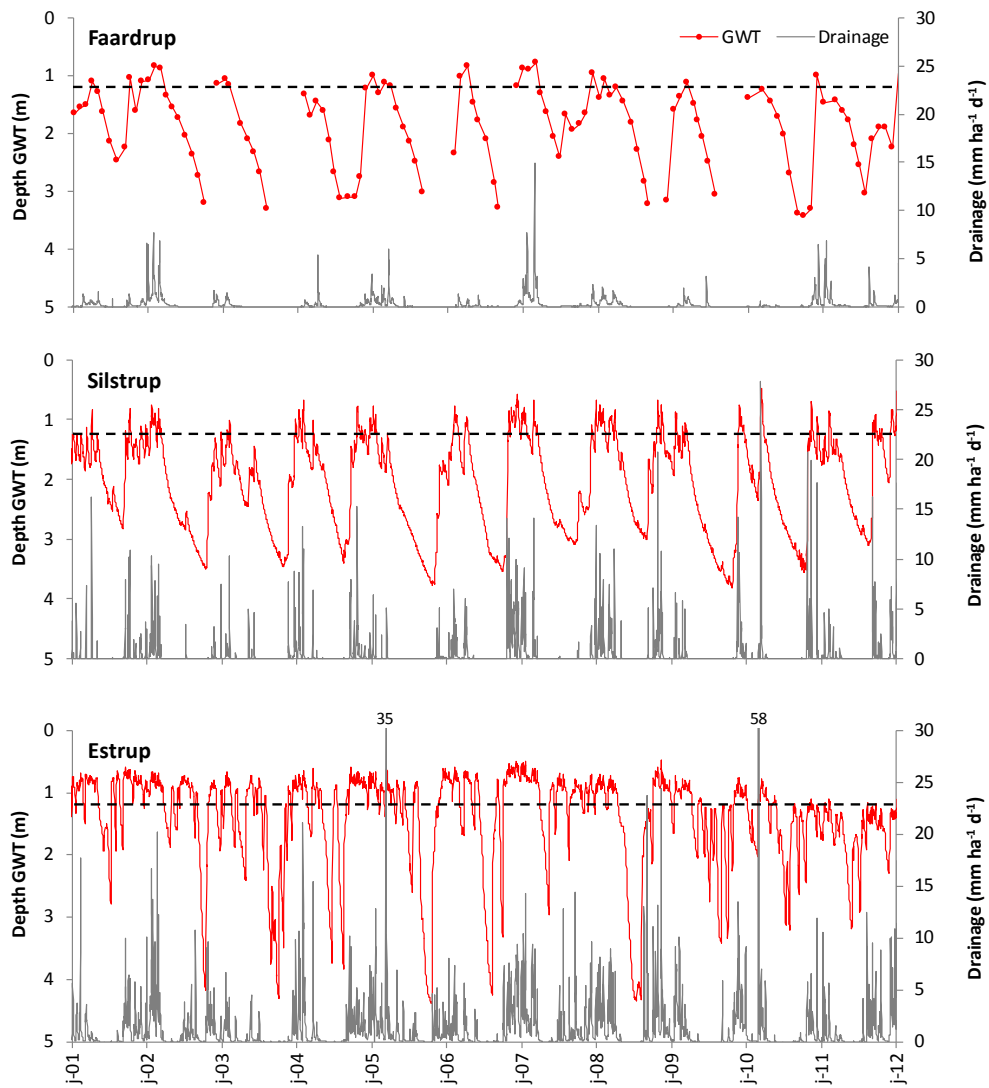 Faardrup
GWT
Drainage
Depth GWT (m)
0
1
2
3
4
5
30
25
20
15
10
5
0
Drainage (mm ha⁻¹ d⁻¹)
Silstrup
Depth GWT (m)
0
1
2
3
4
5
30
25
20
15
10
5
0
Drainage (mm ha⁻¹ d⁻¹)
35
58
Estrup
Depth GWT (m)
0
1
2
3
4
5
30
25
20
15
10
5
0
Drainage (mm ha⁻¹ d⁻¹)
j-01
j-02
j-03
j-04
j-05
j-06
j-07
j-08
j-09
j-10
j-11
j-12